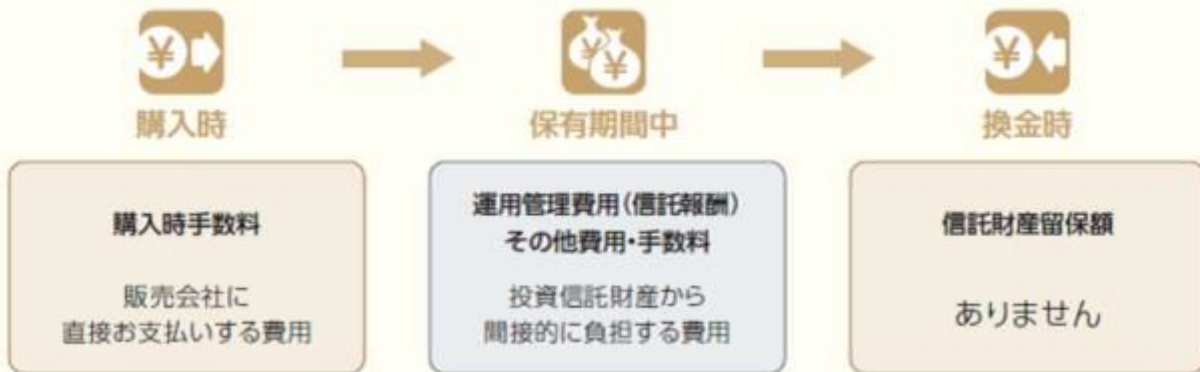 ¥
購入時
¥
¥
保有期間中
¥
換金時
購入時手数料
販売会社に
直接お支払いする費用
運用管理費用(信託報酬)
その他費用・手数料
投資信託財産から
間接的に負担する費用
信託財産留保額
ありません